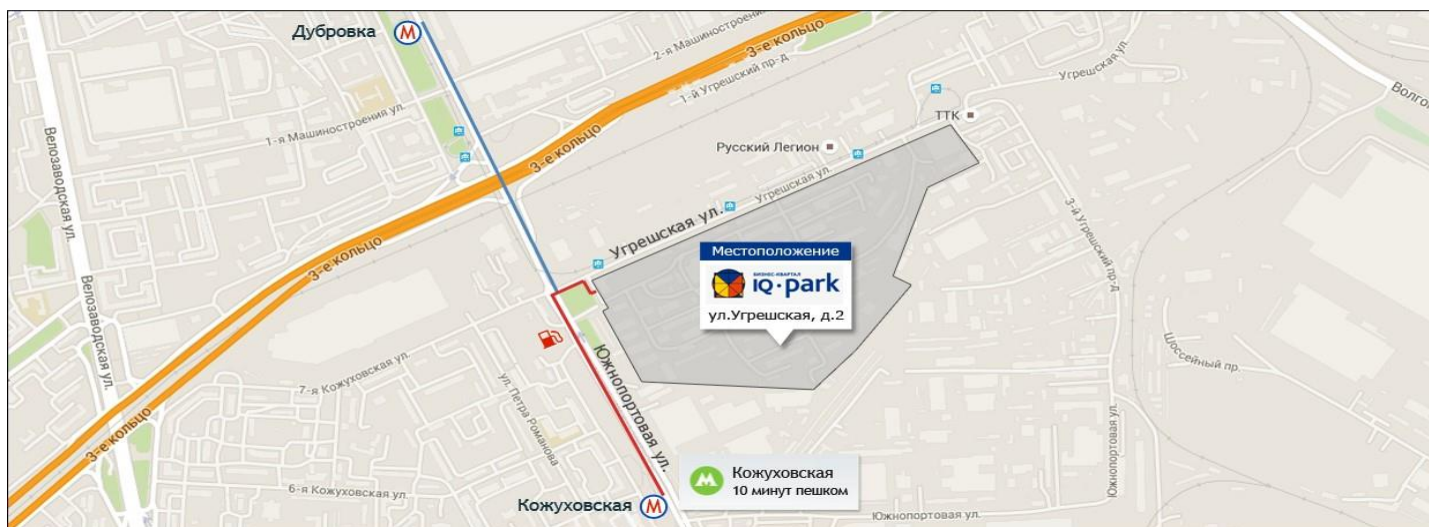 Дубровка
М
2-я Машиностроения ул.
3-е кольцо
1-й Угрешский пр-д
Угрешская ул.
Волгог
1-я Машиностроения ул.
ТТК
Русский Легион
Велозаводская ул.
3-е кольцо
Угрешская ул.
Угрешская ул.
3-й Угрешский пр-д
3-е кольцо
Местоположение
БИЗНЕС-КВАРТАЛ
iQ·park
ул.Угрешская, д.2
Велозаводская ул.
Шоссейный пр.
7-я Кожуховская ул.
ул. Петра Романова
Южнопортовая ул.
3-е кольцо
Южнопортовая ул.
Кожуховская
10 минут пешком
6-я Кожуховская ул.
Кожуховская
М
Южнопортовая ул.